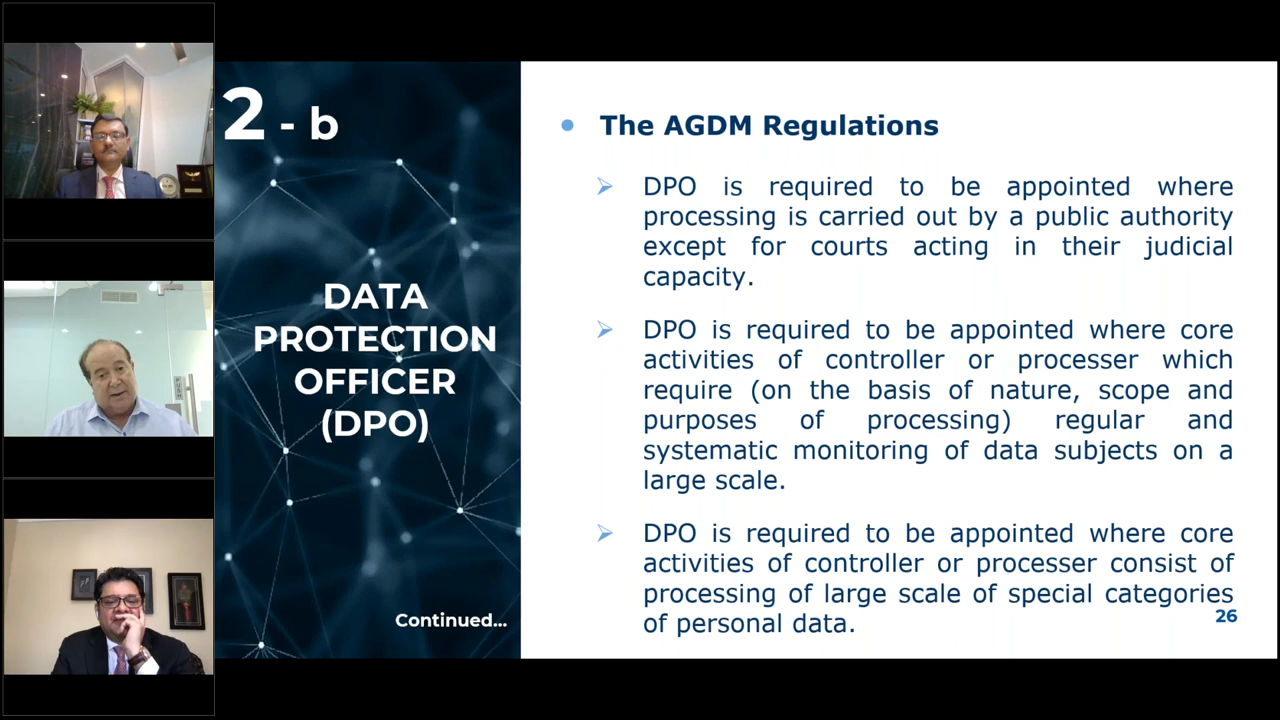 2 - b
DATA
PROTECTION
OFFICER
(DPO)
Continued...
• The AGDM Regulations
➢ DPO is required to be appointed where
processing is carried out by a public authority
except for courts acting in their judicial
capacity.
➢ DPO is required to be appointed where core
activities of controller or processer which
require (on the basis of nature, scope and
purposes of processing) regular and
systematic monitoring of data subjects on a
large scale.
➢ DPO is required to be appointed where core
activities of controller or processer consist of
processing of large scale of special categories
of personal data.
26
PUSH